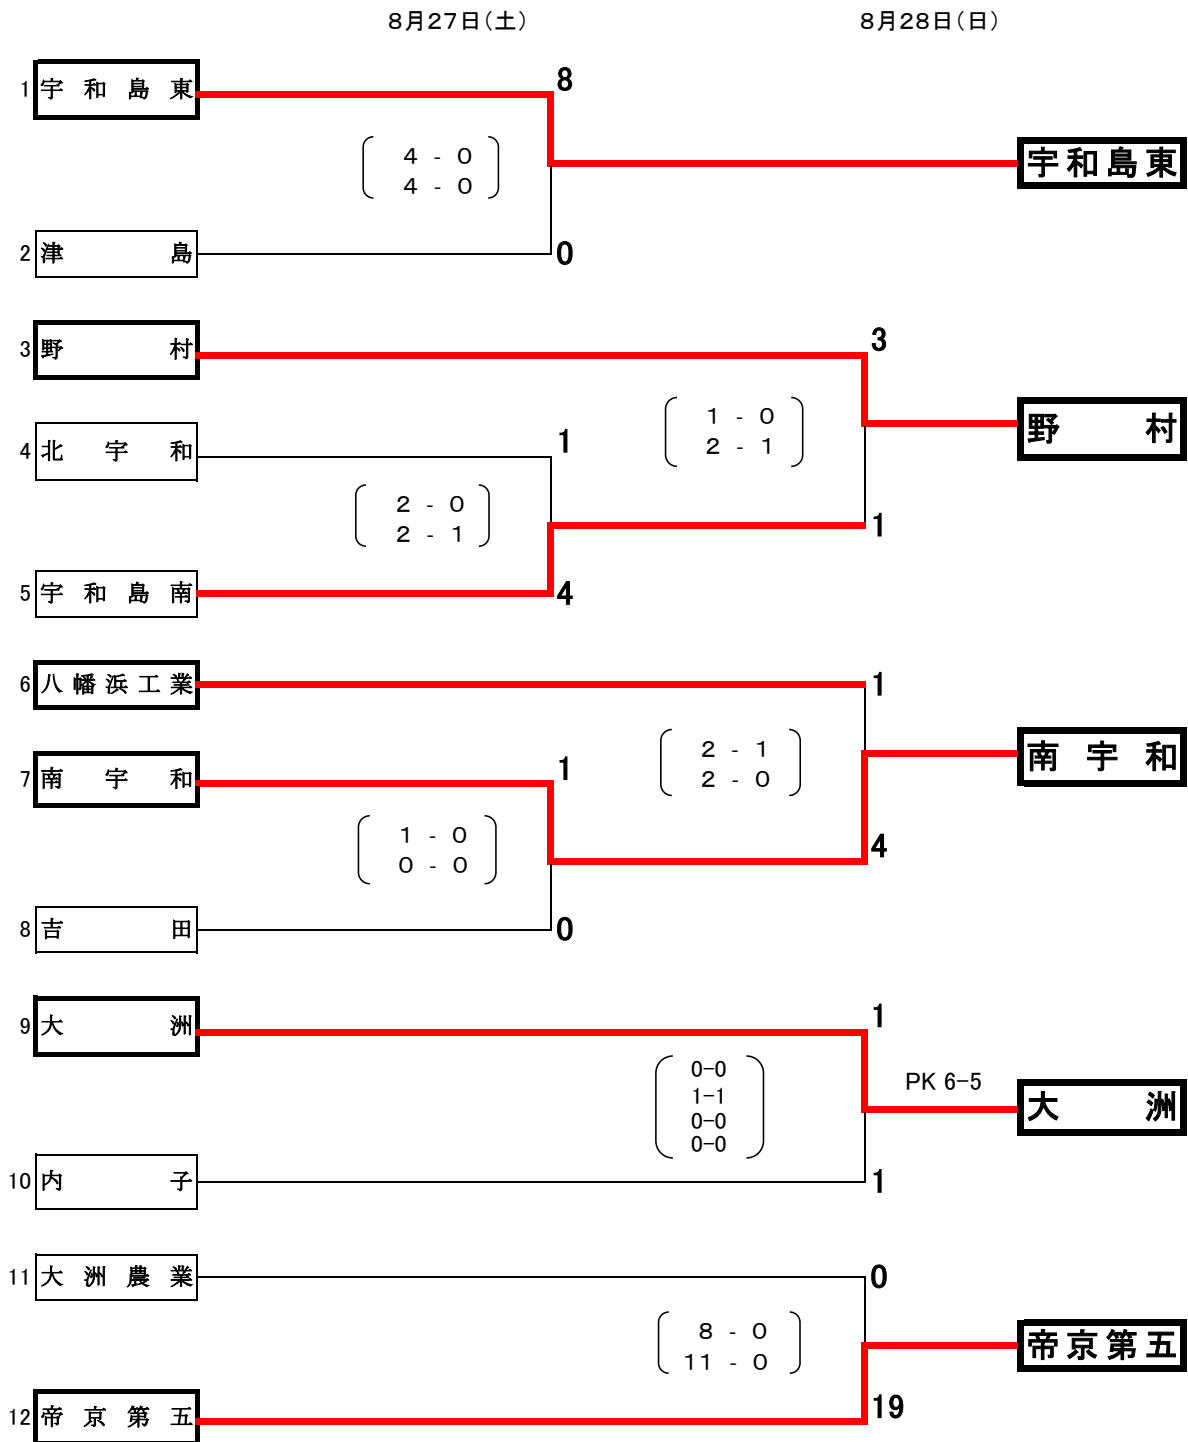 8月27日(土) 8月28日(日)
1 宇和島東 8
4 - 0
4 - 0
宇和島東
2 津島 0
3 野村 3
1 - 0
2 - 1
野村
4 北宇和 1
2 - 0
2 - 1
1
5 宇和島南 4
6 八幡浜工業 1
2 - 1
2 - 0
南宇和
7 南宇和 1
1 - 0
0 - 0
4
8 吉田 0
9 大洲 1
0-0
1-1
0-0
0-0
PK 6-5
大洲
10 内子 1
11 大洲農業 0
8 - 0
11 - 0
帝京第五
12 帝京第五 19